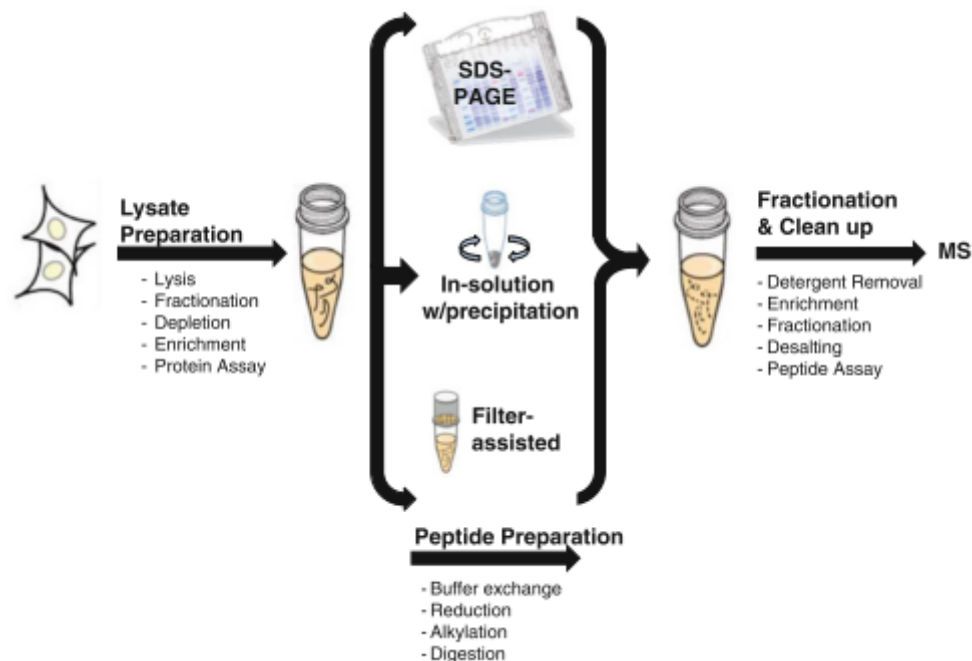 SDS-
PAGE
Lysate
Preparation
- Lysis
- Fractionation
- Depletion
- Enrichment
- Protein Assay
In-solution
w/precipitation
Filter-
assisted
Peptide Preparation
- Buffer exchange
- Reduction
- Alkylation
- Digestion
Fractionation
& Clean up
- Detergent Removal
- Enrichment
- Fractionation
- Desalting
- Peptide Assay
MS